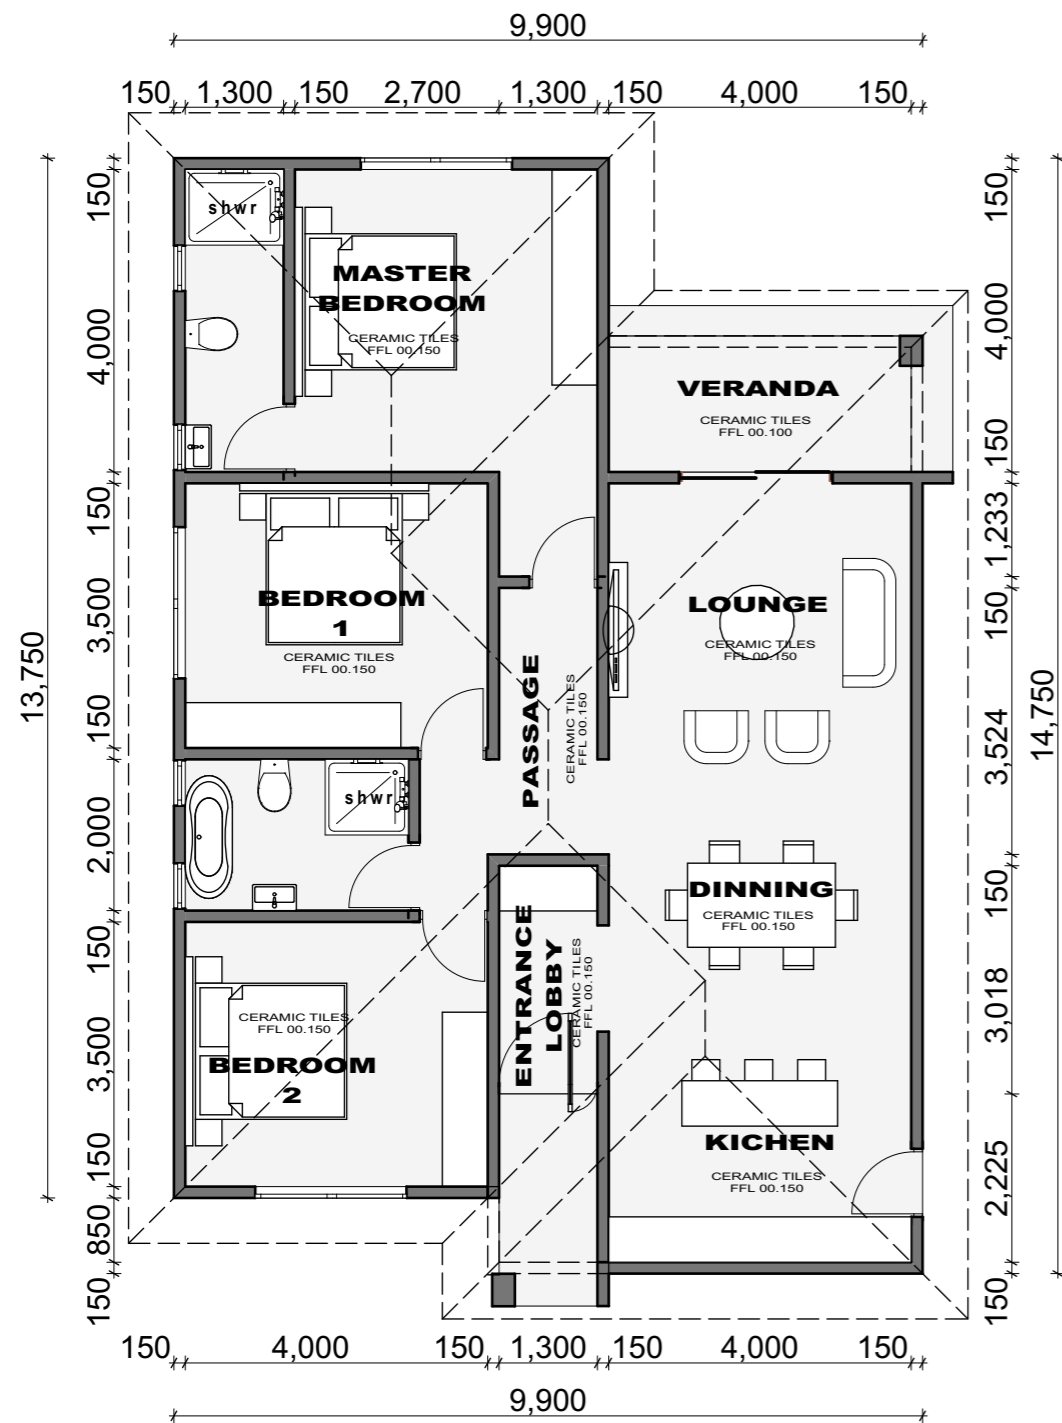 9,900
150 1,300 150 2,700 1,300 150 4,000 150
13,750
150
4,000
150
3,500
150
2,000
150
3,500
150
850
150
shwr
MASTER
BEDROOM
CERAMIC TILES
FFL 00.150
VERANDA
CERAMIC TILES
FFL 00.100
BEDROOM
1
CERAMIC TILES
FFL 00.150
PASSAGE
CERAMIC TILES
FFL 00.150
LOUNGE
CERAMIC TILES
FFL 00.150
shwr
DINNING
CERAMIC TILES
FFL 00.150
ENTRANCE
LOBBY
CERAMIC TILES
FFL 00.150
CERAMIC TILES
FFL 00.150
BEDROOM
2
KICHEN
CERAMIC TILES
FFL 00.150
150
4,000
150
1,233
150
3,524
150
3,018
2,225
150
14,750
150 4,000 150 1,300 150 4,000 150
9,900